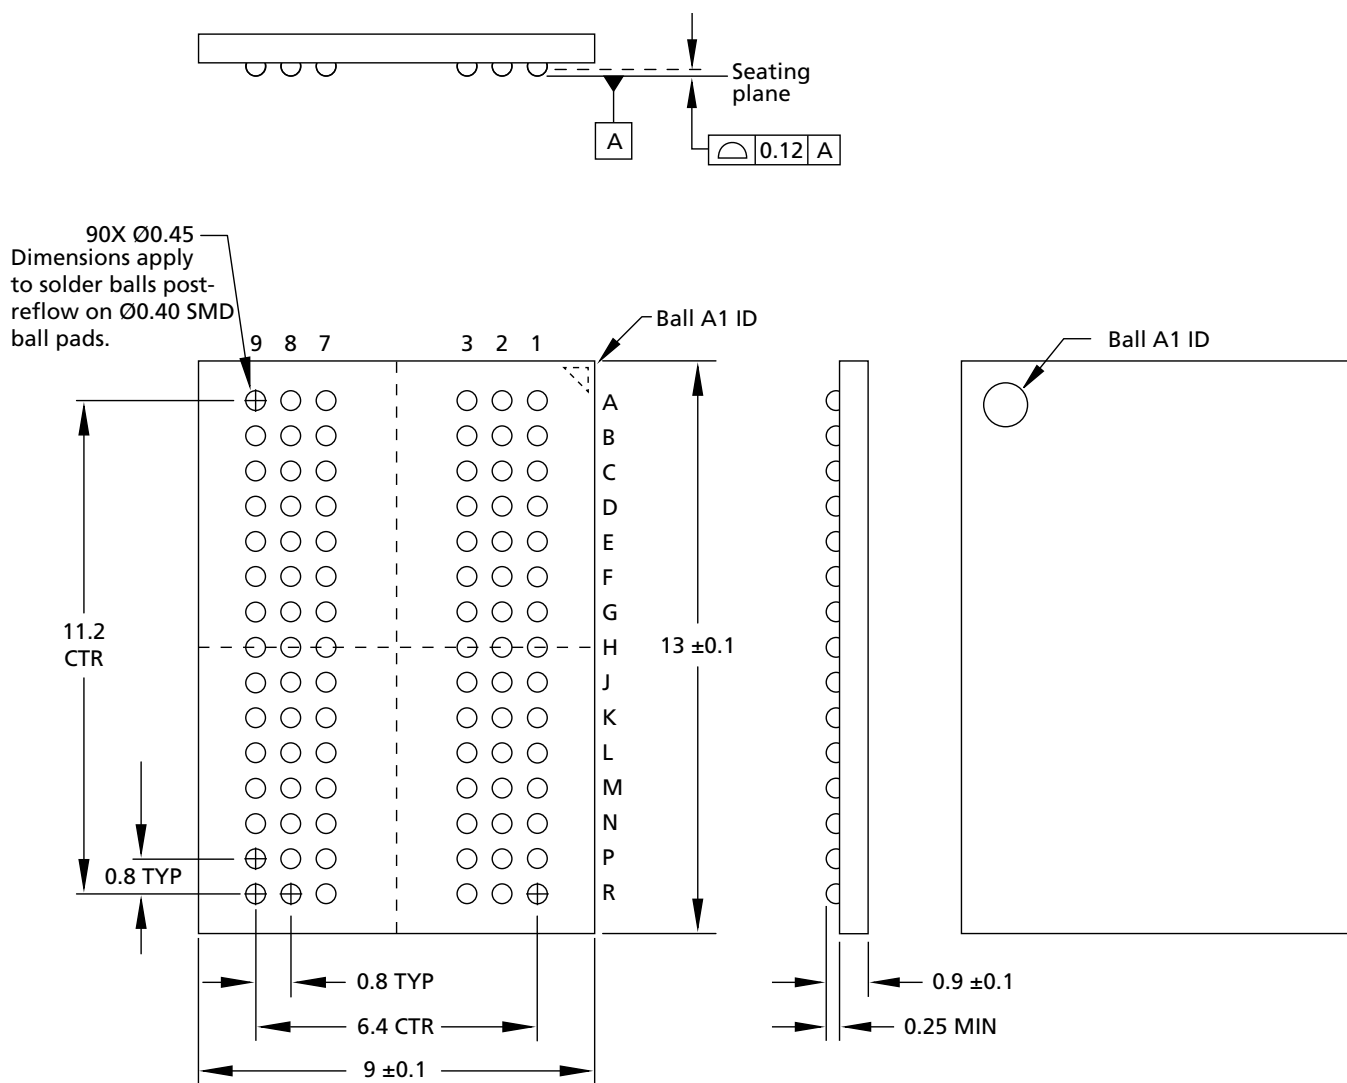 Seating
plane
A
0.12 A
90X Ø0.45
Dimensions apply
to solder balls post-
reflow on Ø0.40 SMD
ball pads.
Ball A1 ID
Ball A1 ID
9 8 7 3 2 1
A
B
C
D
E
F
G
H
J
K
L
M
N
P
R
11.2
CTR
13 ±0.1
0.8 TYP
0.8 TYP
0.9 ±0.1
6.4 CTR
0.25 MIN
9 ±0.1